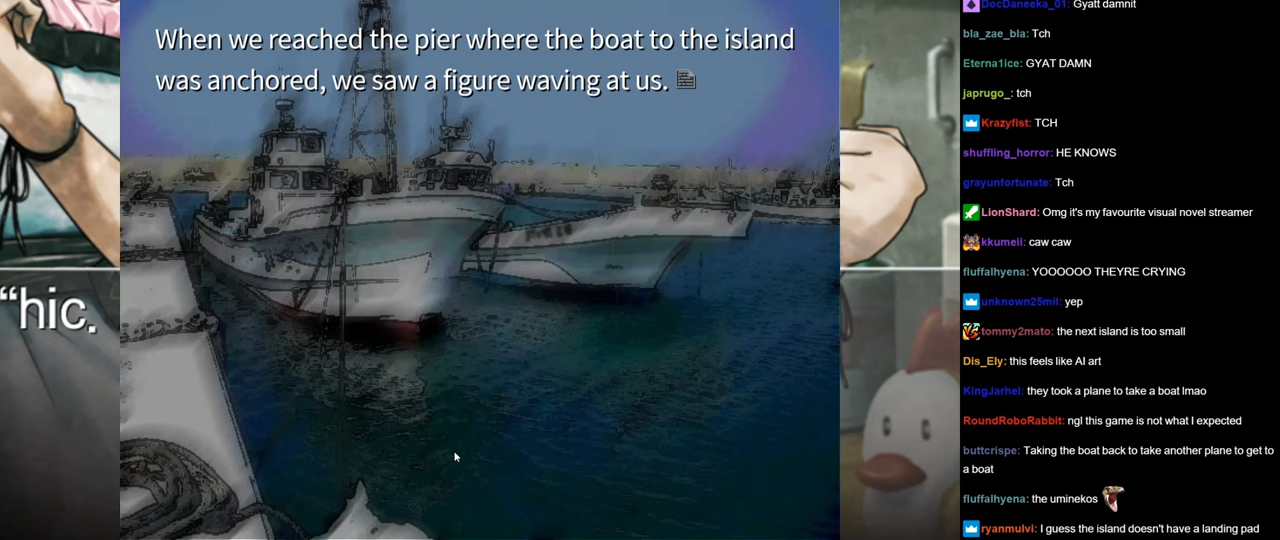 When we reached the pier where the boat to the island
was anchored, we saw a figure waving at us.
“hic.
DocDaneeka_01: Gyatt damnit
bla_zae_bla: Tch
Eterna1ice: GYAT DAMN
japrugo_: tch
Krazyfist: TCH
shuffling_horror: HE KNOWS
grayunfortunate: Tch
LionShard: Omg it's my favourite visual novel streamer
kkumeii: caw caw
fluffalhyena: YOOOOOO THEYRE CRYING
unknown25mil: yep
tommy2mato: the next island is too small
Dis_Ely: this feels like AI art
KingJarhel: they took a plane to take a boat lmao
RoundRoboRabbit: ngl this game is not what I expected
buttcrispe: Taking the boat back to take another plane to get to
a boat
fluffalhyena: the uminekos
ryanmulvi: I guess the island doesn't have a landing pad